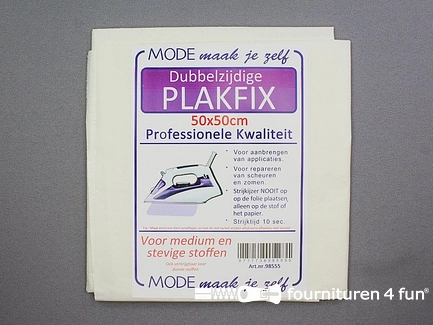 MODE maak je zelf
Dubbelzijdige
PLAKFIX
50x50cm
Professionele Kwaliteit
• Voor aanbrengen
van applicaties.
• Voor repareren
van scheuren
en zomen.
• Strijkijzer NOOIT op
op de folie plaatsen,
alleen op de stof of
het papier.
• Strijktijd 10 sec.
Voor medium en
stevige stoffen
Art.nr.98555
MODE maak je zelf
fournituren 4 fun®